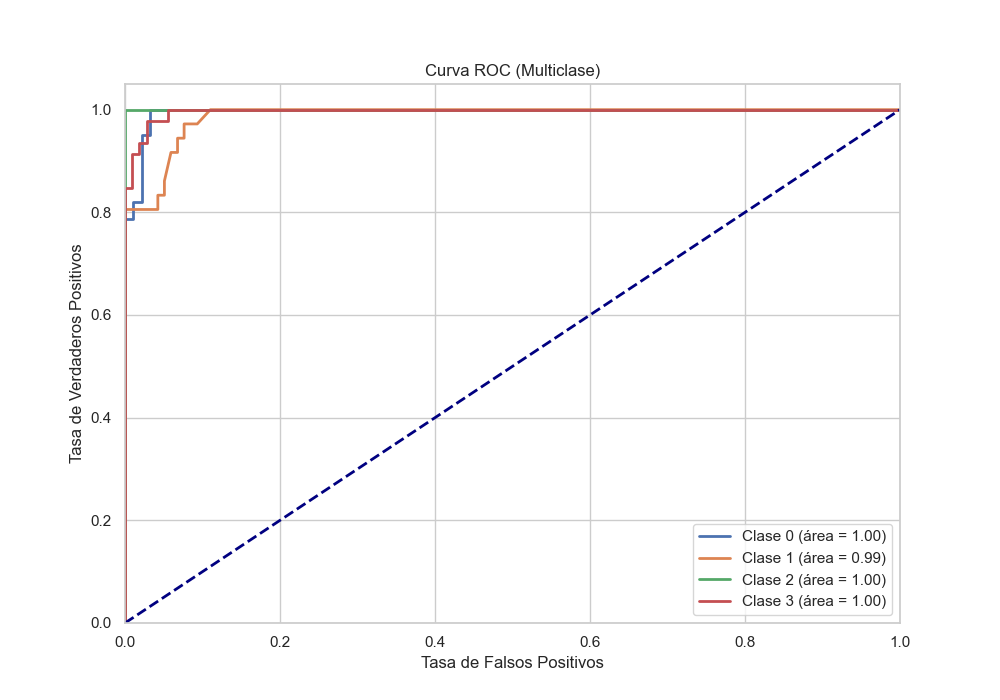 Curva ROC (Multiclase)
Tasa de Verdaderos Positivos
1.0
0.8
0.6
0.4
0.2
0.0
0.0 0.2 0.4 0.6 0.8 1.0
Tasa de Falsos Positivos
Clase 0 (área = 1.00)
Clase 1 (área = 0.99)
Clase 2 (área = 1.00)
Clase 3 (área = 1.00)